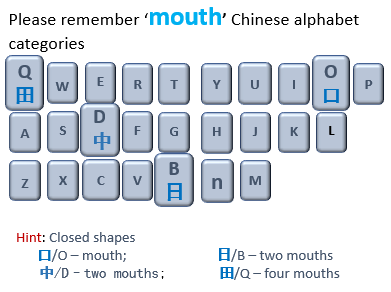 Please remember ‘mouth’ Chinese alphabet
categories
Q W E R T Y U I O P
田 口
A S D F G H J K L
中
Z X C V B n M
日
Hint: Closed shapes
口/O – mouth; 日/B – two mouths
中/D – two mouths; 田/Q – four mouths